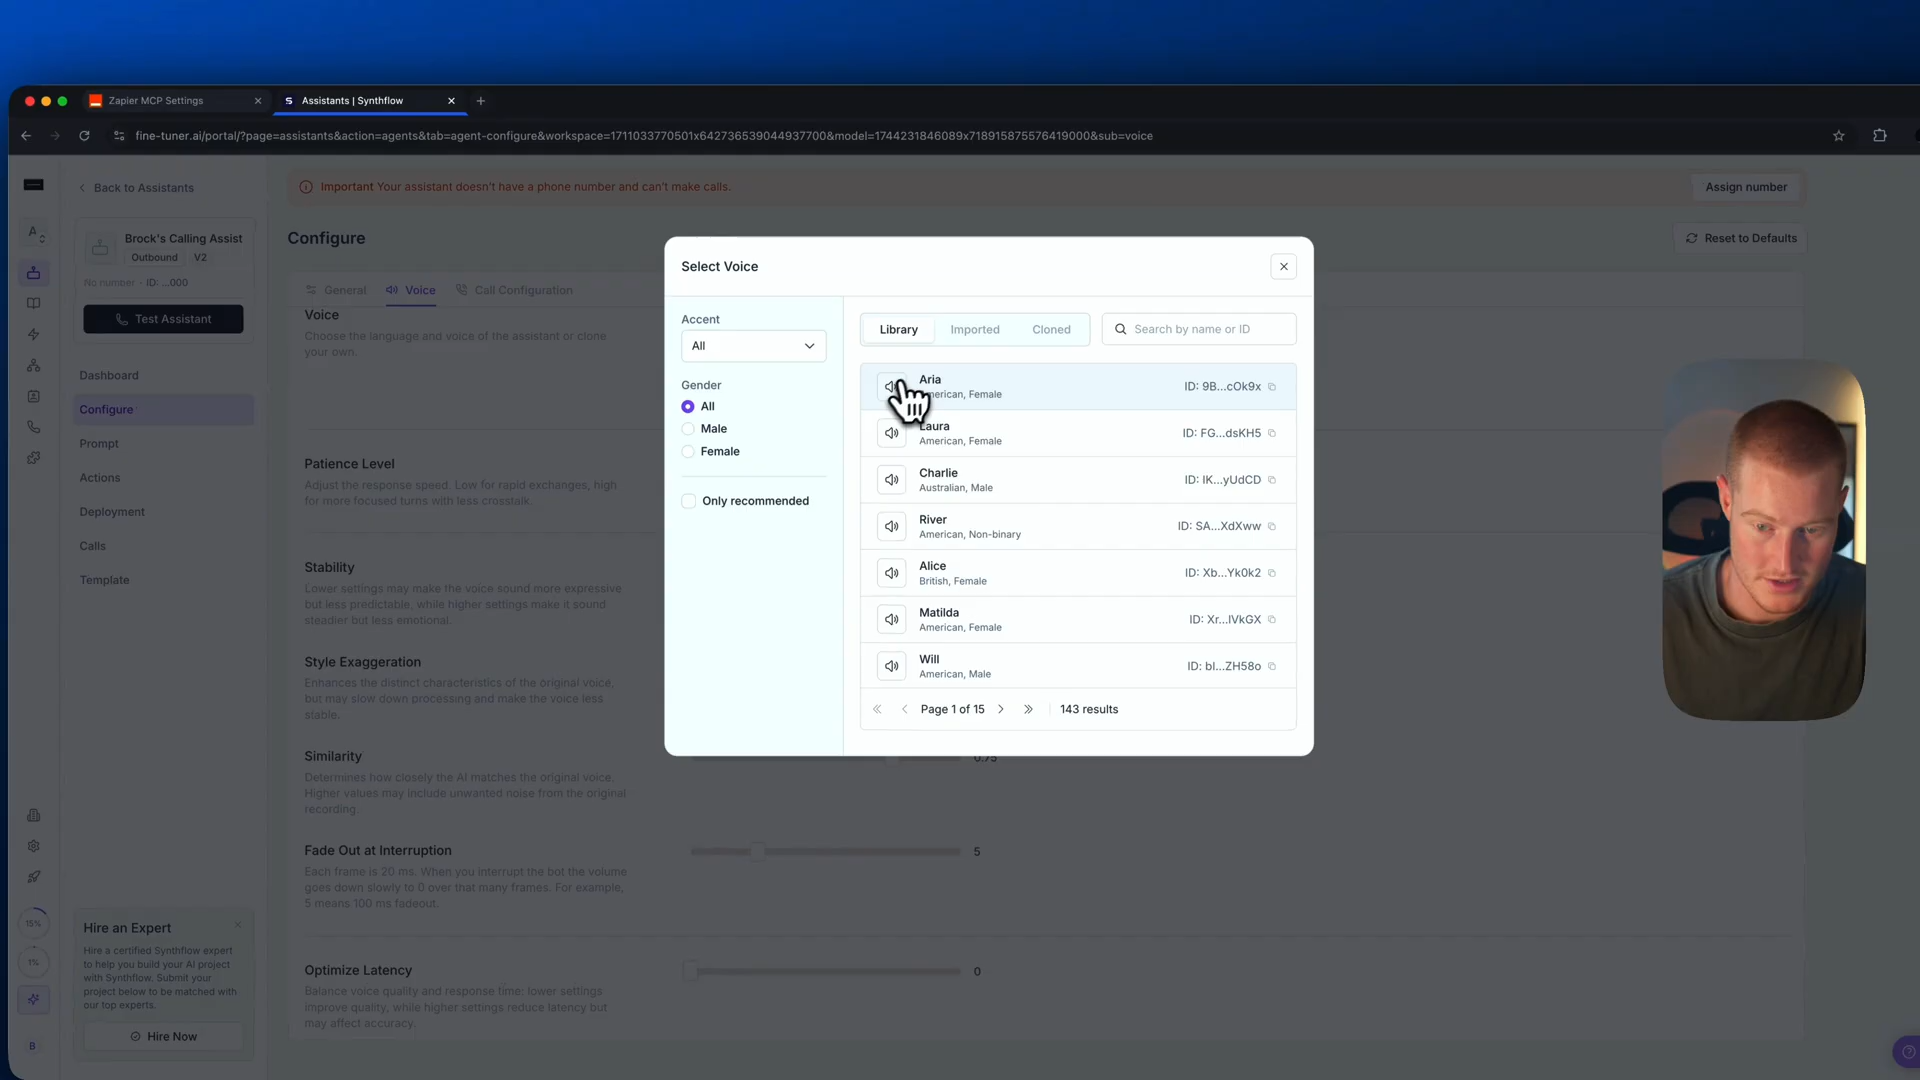 Zapier MCP Settings
S Assistants | Synthflow
fine-tuner.ai/portal/?page=assistants&action=agents&tab=agent-configure&workspace=1711033770501x642736539044937700&model=1744231846089x718915875576419000&sub=voice
A
Back to Assistants
Important Your assistant doesn't have a phone number and can't make calls.
Assign number
Brock's Calling Assist
Outbound V2
No number • ID: ...000
Test Assistant
Configure
Reset to Defaults
General
Voice
Call Configuration
Voice
Choose the language and voice of the assistant or clone
your own.
Dashboard
Configure
Prompt
Actions
Deployment
Calls
Template
Patience Level
Adjust the response speed. Low for rapid exchanges, high
for more focused turns with less crosstalk.
Stability
Lower settings may make the voice sound more expressive
but less predictable, while higher settings make it sound
steadier but less emotional.
Style Exaggeration
Enhances the distinct characteristics of the original voice,
but may slow down processing and make the voice less
stable.
Similarity
0.75
Determines how closely the AI matches the original voice.
Higher values may include unwanted noise from the original
recording.
Fade Out at Interruption
5
Each frame is 20 ms. When you interrupt the bot the volume
goes down slowly to 0 over that many frames. For example,
5 means 100 ms fadeout.
Optimize Latency
0
Balance voice quality and response time: lower settings
improve quality, while higher settings reduce latency but
may affect accuracy.
15%
1%
B
Hire an Expert
Hire a certified Synthflow expert
to help you build your AI project
with Synthflow. Submit your
project below to be matched with
our top experts.
Hire Now
Select Voice
Accent
All
Gender
All
Male
Female
Only recommended
Library
Imported
Cloned
Search by name or ID
Aria
American, Female
ID: 9B...cOk9x
Laura
American, Female
ID: FG...dsKH5
Charlie
Australian, Male
ID: IK...yUdCD
River
American, Non-binary
ID: SA...XdXww
Alice
British, Female
ID: Xb...Yk0k2
Matilda
American, Female
ID: Xr...IVkGX
Will
American, Male
ID: bI...ZH58o
Page 1 of 15
143 results